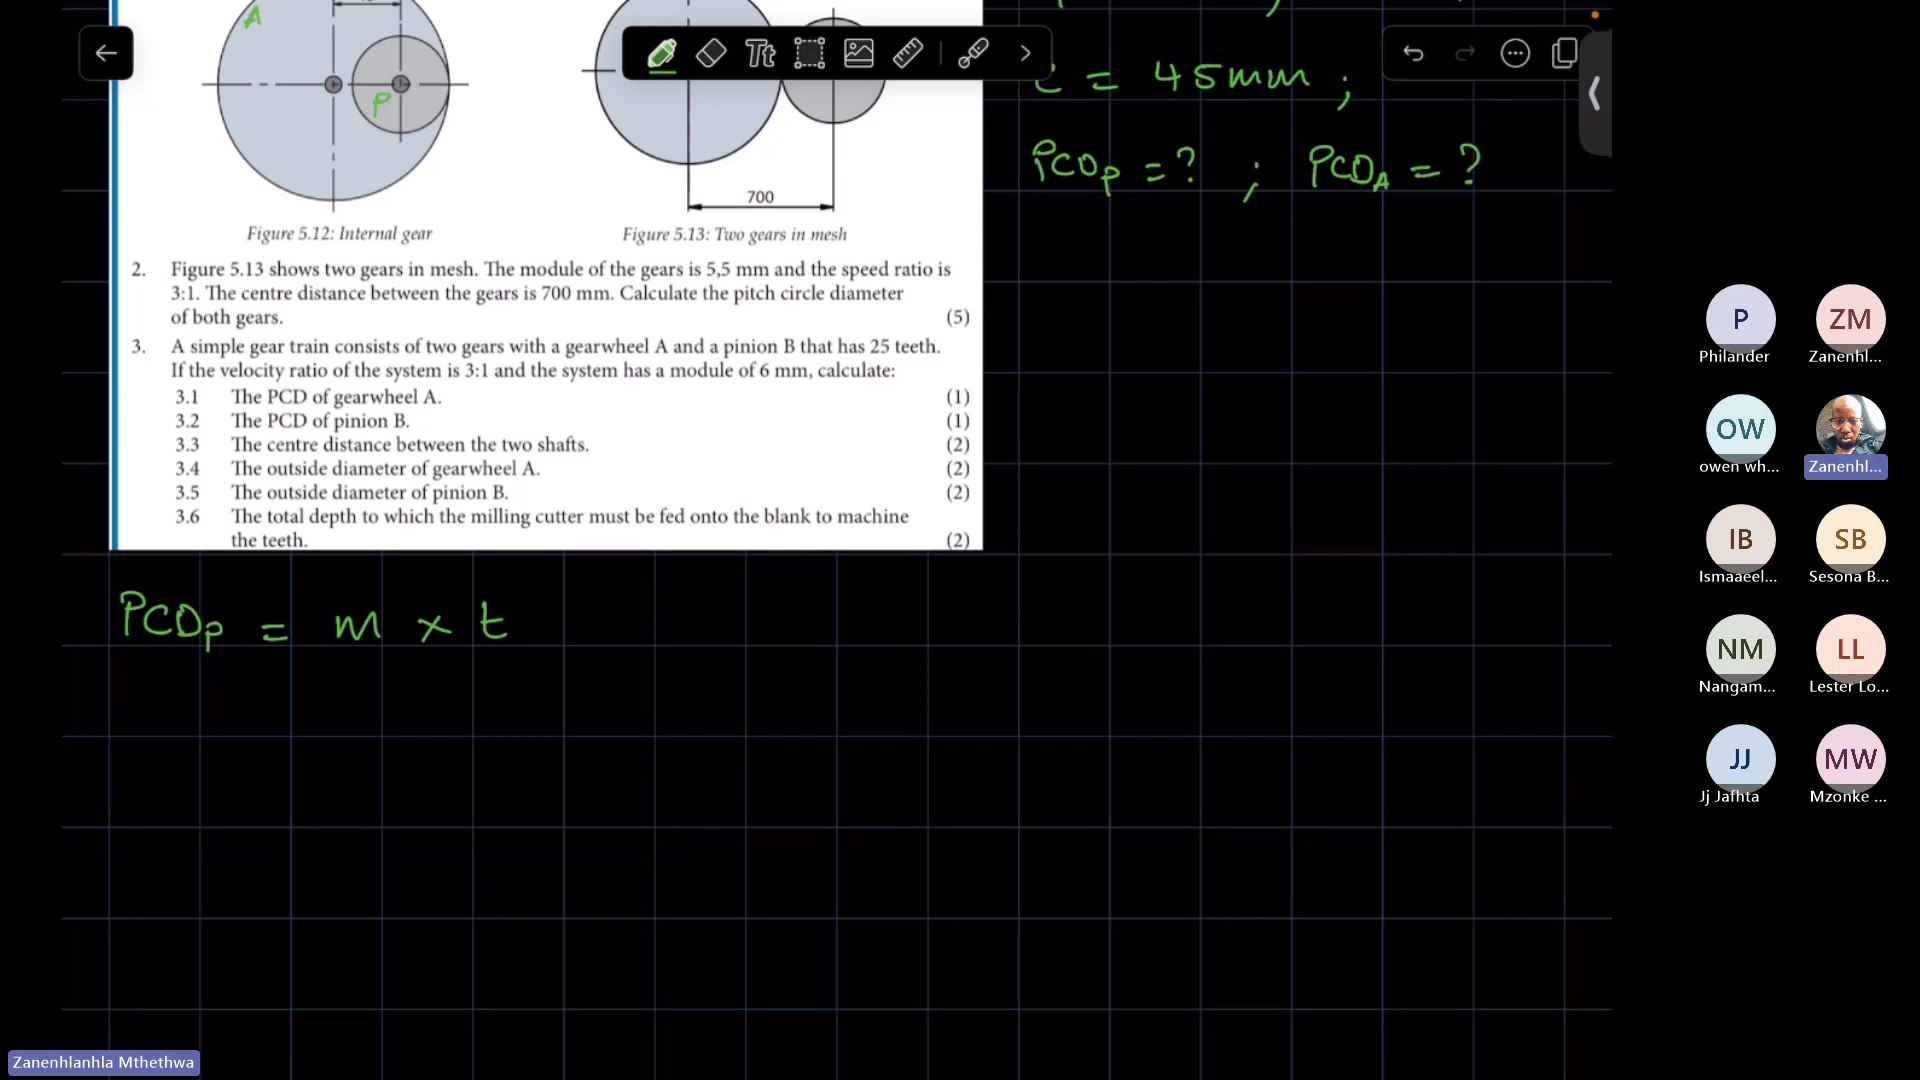 A
P
700
Figure 5.12: Internal gear
Figure 5.13: Two gears in mesh
2. Figure 5.13 shows two gears in mesh. The module of the gears is 5,5 mm and the speed ratio is
3:1. The centre distance between the gears is 700 mm. Calculate the pitch circle diameter
of both gears. (5)
3. A simple gear train consists of two gears with a gearwheel A and a pinion B that has 25 teeth.
If the velocity ratio of the system is 3:1 and the system has a module of 6 mm, calculate:
3.1 The PCD of gearwheel A. (1)
3.2 The PCD of pinion B. (1)
3.3 The centre distance between the two shafts. (2)
3.4 The outside diameter of gearwheel A. (2)
3.5 The outside diameter of pinion B. (2)
3.6 The total depth to which the milling cutter must be fed onto the blank to machine
the teeth. (2)
Tt
= 45mm ;
PCDp = ? ; PCDA = ?
PCDp = m × t
P ZM
Philander Zanenhl...
OW
owen wh... Zanenhl...
IB SB
Ismaaeel... Sesona B...
NM LL
Nangam... Lester Lo...
JJ MW
Jj Jafhta Mzonke ...
Zanenhlanhla Mthethwa